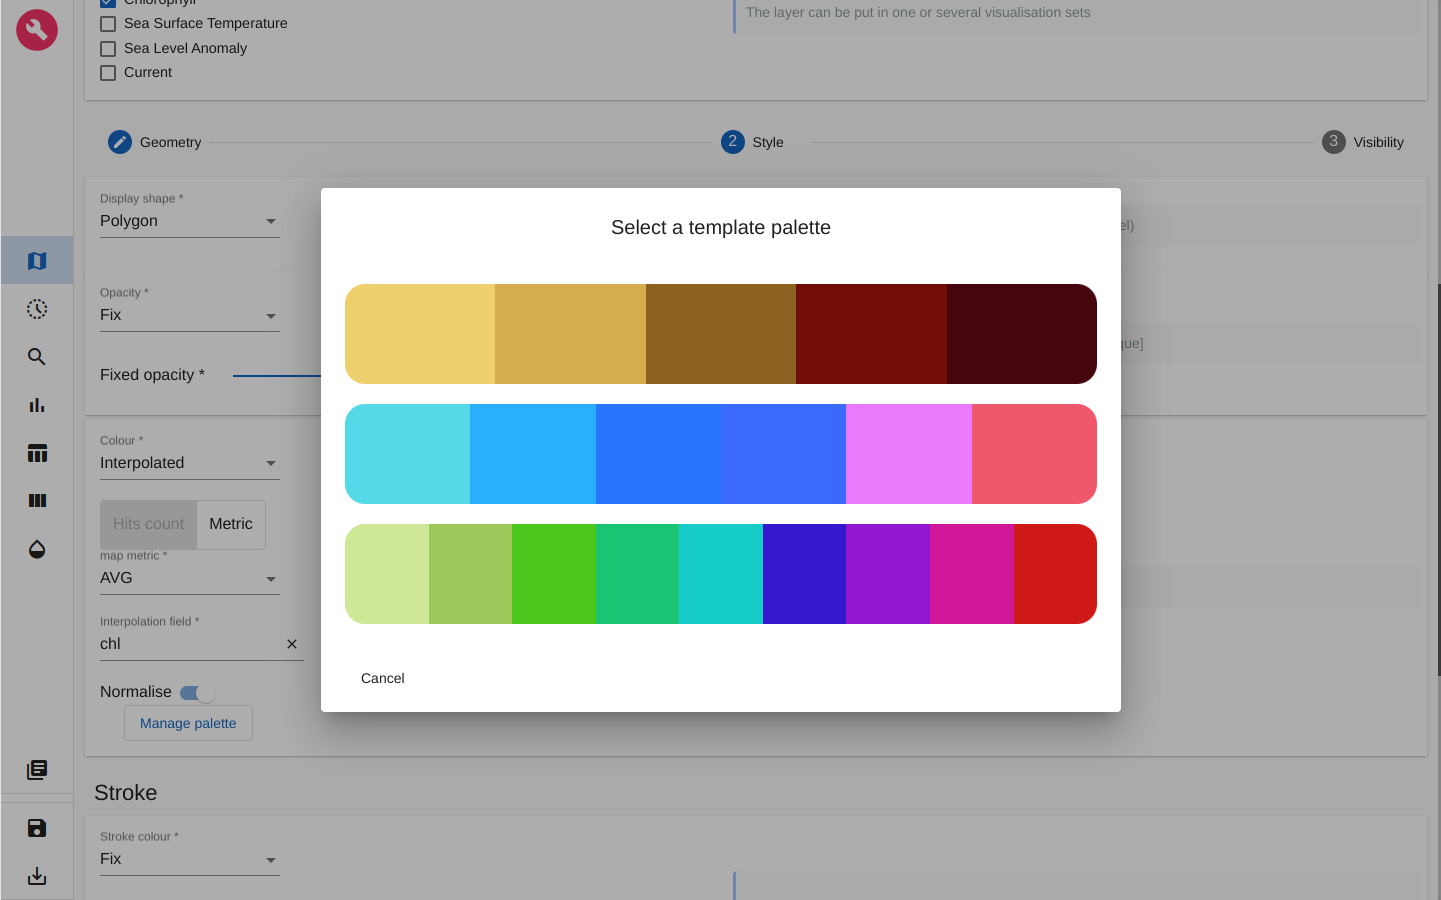 Chlorophyll
Sea Surface Temperature
Sea Level Anomaly
Current
The layer can be put in one or several visualisation sets
Geometry
2
Style
3
Visibility
Display shape *
Polygon
el)
Opacity *
Fix
que]
Fixed opacity *
Colour *
Interpolated
Hits count
Metric
map metric *
AVG
Interpolation field *
chl
Normalise
Manage palette
Select a template palette
Cancel
Stroke
Stroke colour *
Fix